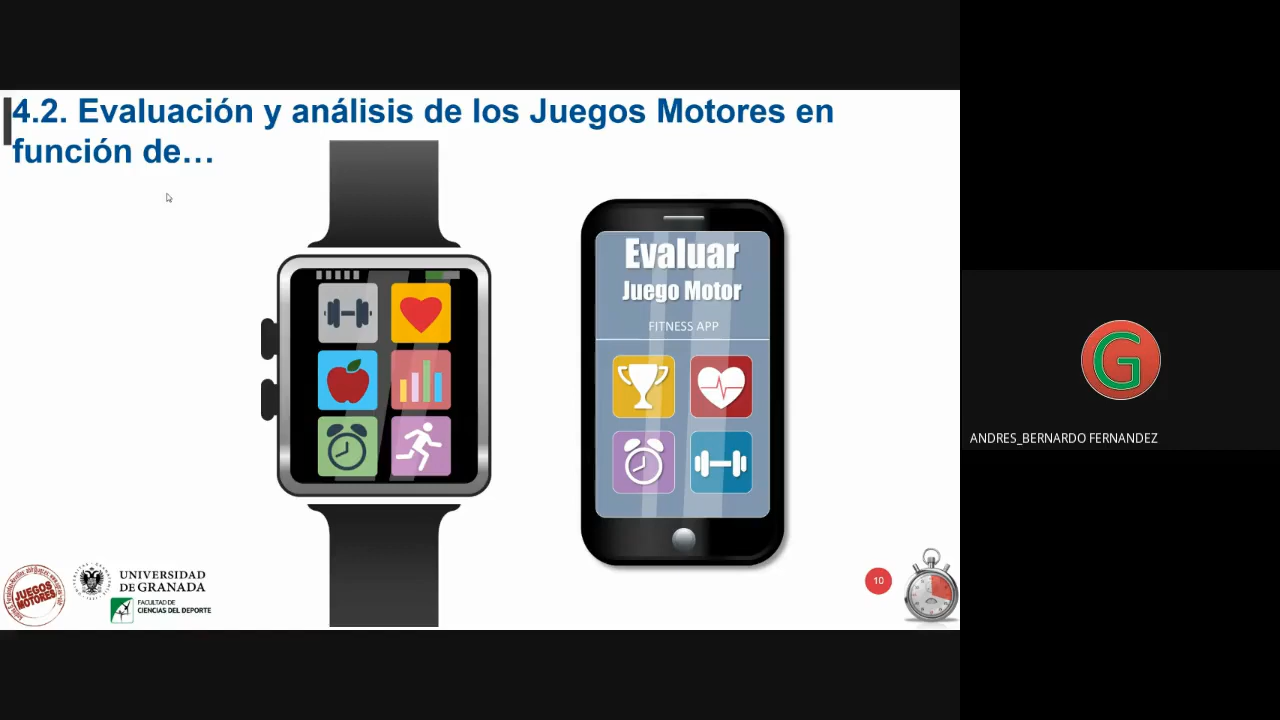 4.2. Evaluación y análisis de los Juegos Motores en
función de...
Evaluar
Juego Motor
FITNESS APP
JUEGOS
MOTORES
UNIVERSIDAD
DE GRANADA
FACULTAD DE
CIENCIAS DEL DEPORTE
10
G
ANDRES_BERNARDO FERNANDEZ